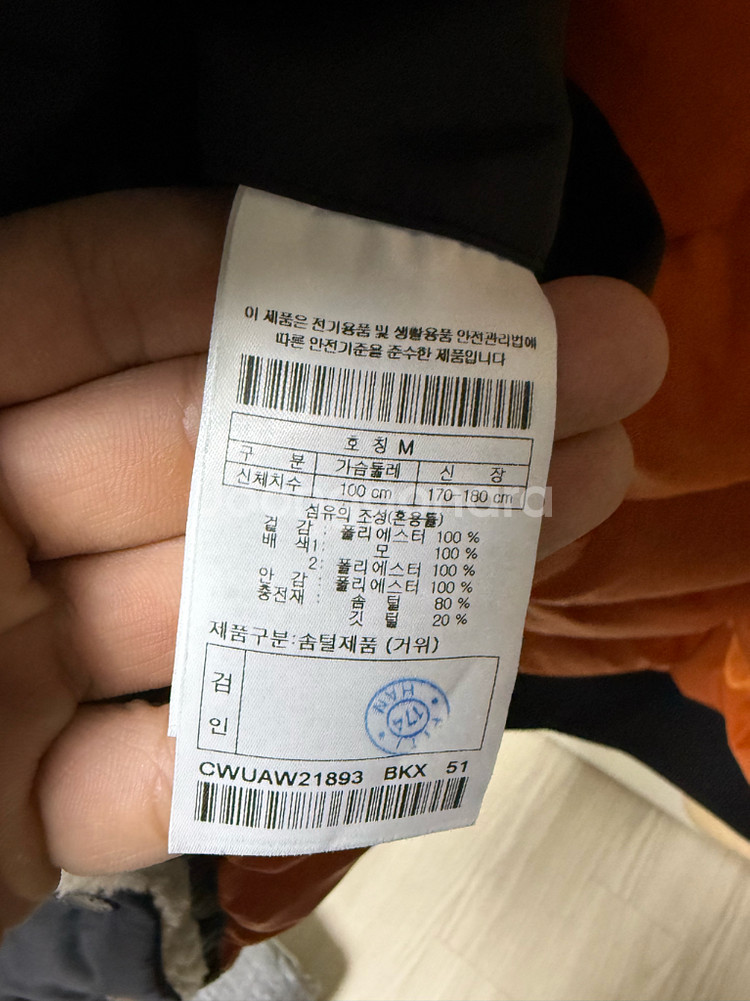 이 제품은 전기용품 및 생활용품 안전관리법에
따른 안전기준을 준수한 제품입니다
호 칭 M
구 분 가슴둘레 신 장
신체치수 100 cm 170-180 cm
섬유의 조성(혼용률)
겉 감 : 폴리에스터 100 %
배 색1: 모 100 %
2: 폴리에스터 100 %
안 감 : 폴리에스터 100 %
충전재 : 솜 털 80 %
깃 털 20 %
제품구분:솜털제품 (거위)
검
인
HAN
174
CWUAW21893 BKX 51